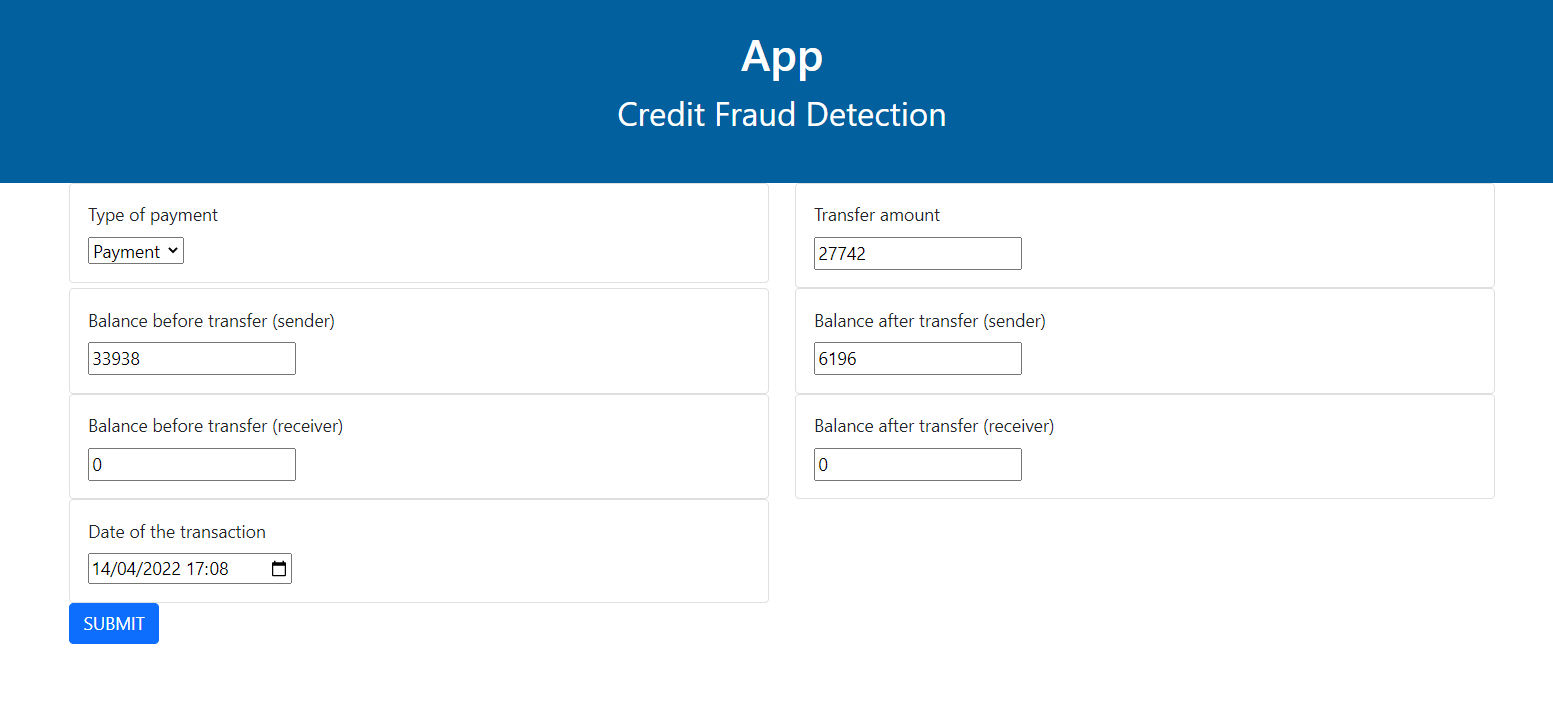 App
Credit Fraud Detection
Type of payment
Payment
Transfer amount
27742
Balance before transfer (sender)
33938
Balance after transfer (sender)
6196
Balance before transfer (receiver)
0
Balance after transfer (receiver)
0
Date of the transaction
14/04/2022 17:08
SUBMIT